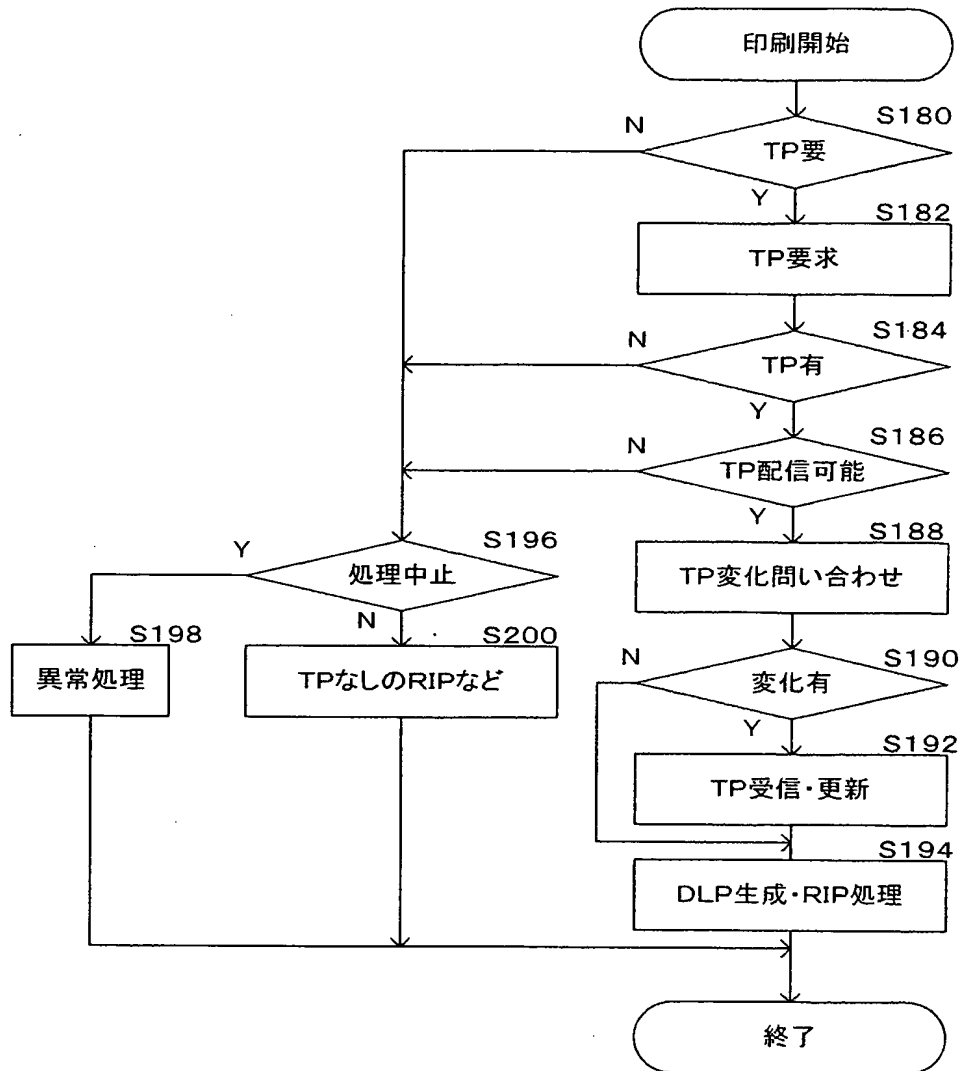 印刷開始
S180
N
TP要
Y
S182
TP要求
S184
N
TP有
Y
S186
N
TP配信可能
Y
S188
TP変化問い合わせ
S196
Y
処理中止
N
S198
異常処理
S200
TPなしのRIPなど
S190
N
変化有
Y
S192
TP受信・更新
S194
DLP生成・RIP処理
終了